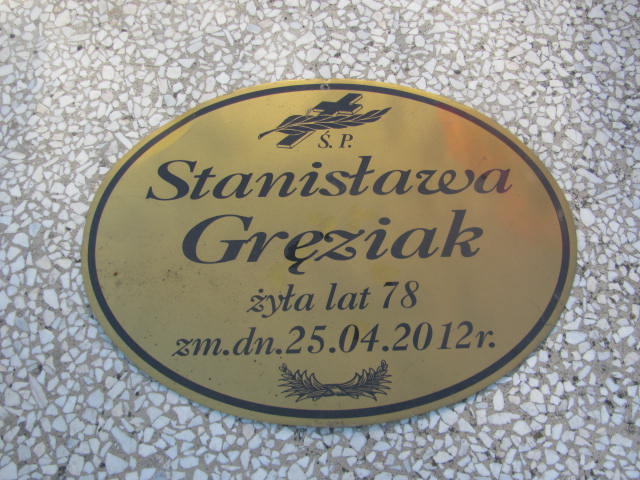 Ś. P.
Stanisława
Gręziak
żyła lat 78
zm.dn.25.04.2012r.